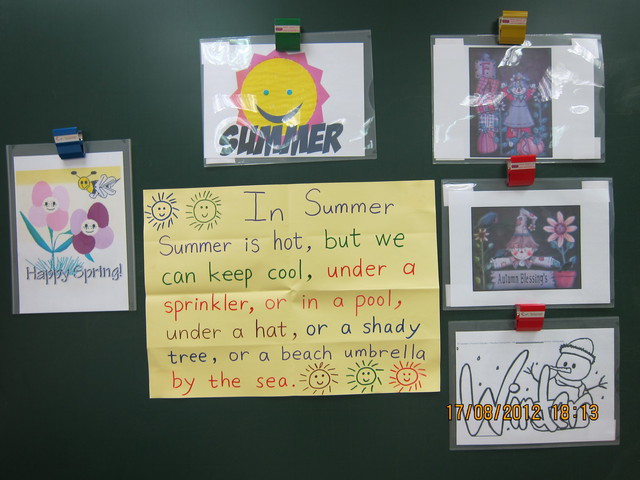 SUMMER
Happy Spring!
In Summer
Summer is hot, but we
can keep cool, under a
sprinkler, or in a pool,
under a hat, or a shady
tree, or a beach umbrella
by the sea.
Autumn Blessing's
Winter
17/08/2012 18:13